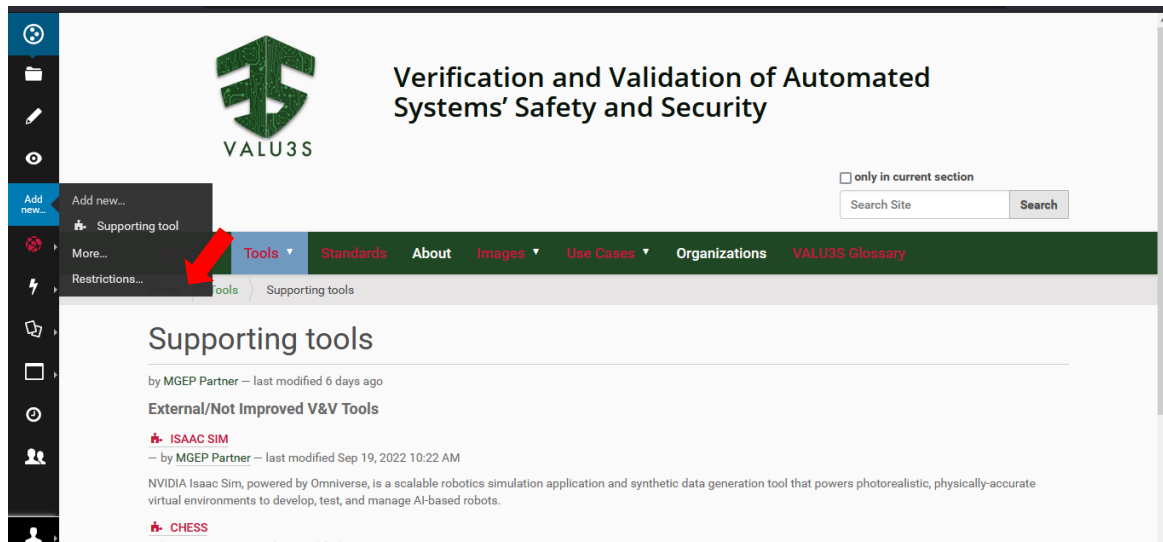 VALU3S
Verification and Validation of Automated
Systems' Safety and Security
only in current section
Search Site
Search
Add
new...
Add new...
Supporting tool
More...
Restrictions...
Tools ▼
Standards
About
Images ▼
Use Cases ▼
Organizations
VALU3S Glossary
Tools
Supporting tools
Supporting tools
by MGEP Partner — last modified 6 days ago
External/Not Improved V&V Tools
ISAAC SIM
— by MGEP Partner — last modified Sep 19, 2022 10:22 AM
NVIDIA Isaac Sim, powered by Omniverse, is a scalable robotics simulation application and synthetic data generation tool that powers photorealistic, physically-accurate
virtual environments to develop, test, and manage AI-based robots.
CHESS